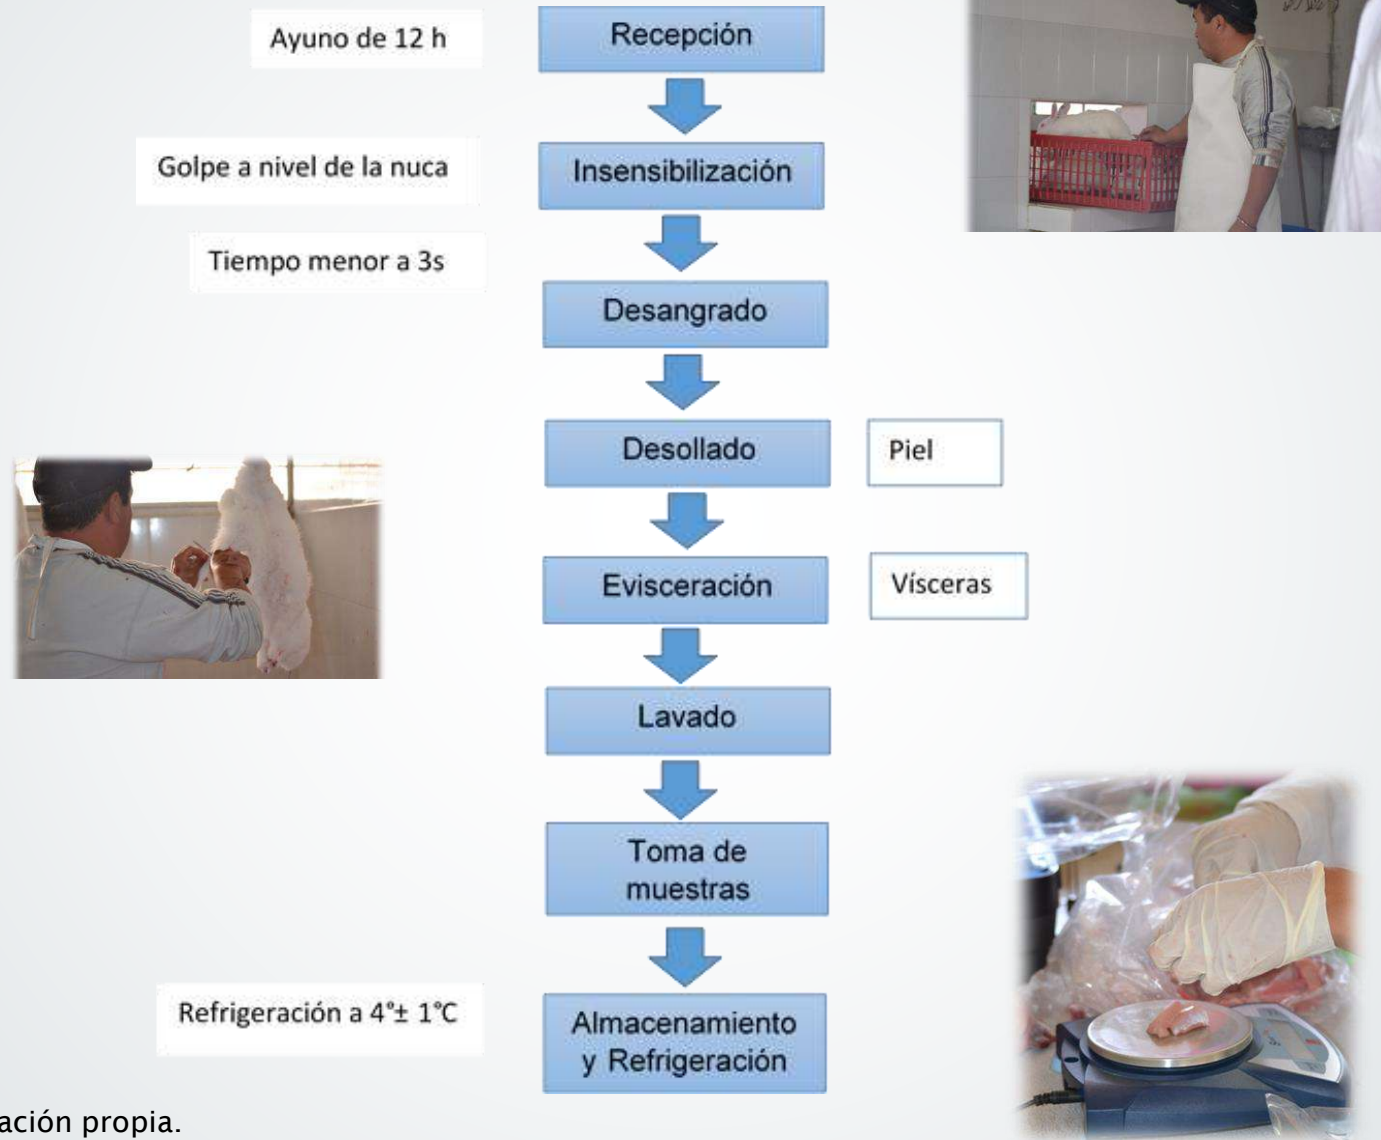 Ayuno de 12 h
Recepción
Golpe a nivel de la nuca
Insensibilización
Tiempo menor a 3s
Desangrado
Desollado
Piel
Evisceración
Vísceras
Lavado
Toma de
muestras
Refrigeración a 4°± 1°C
Almacenamiento
y Refrigeración
ación propia.